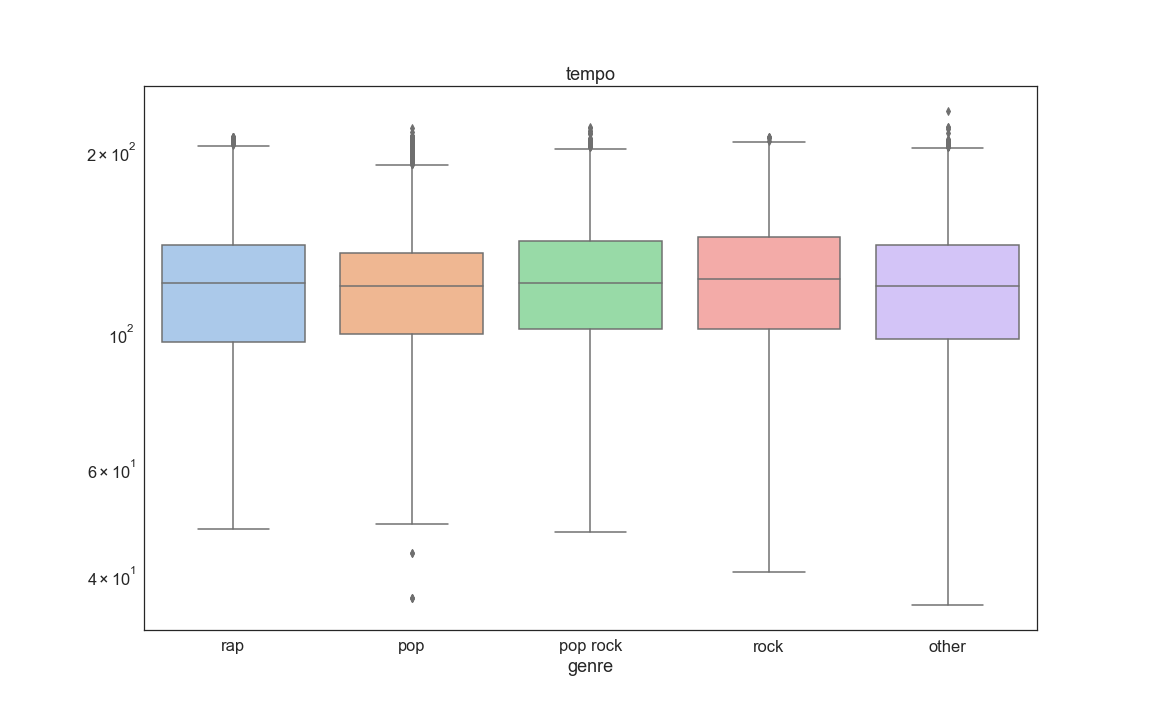 tempo
2 × 10²
10²
6 × 10¹
4 × 10¹
rap pop pop rock rock other
genre